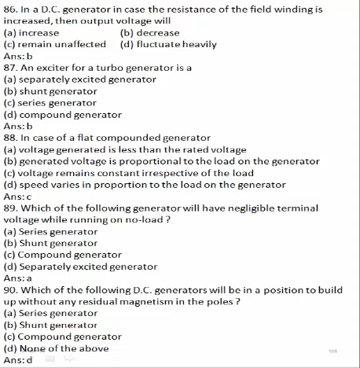 86. In a D.C. generator in case the resistance of the field winding is
increased, then output voltage will
(a) increase (b) decrease
(c) remain unaffected (d) fluctuate heavily
Ans: b
87. An exciter for a turbo generator is a
(a) separately excited generator
(b) shunt generator
(c) series generator
(d) compound generator
Ans: b
88. In case of a flat compounded generator
(a) voltage generated is less than the rated voltage
(b) generated voltage is proportional to the load on the generator
(c) voltage remains constant irrespective of the load
(d) speed varies in proportion to the load on the generator
Ans: c
89. Which of the following generator will have negligible terminal
voltage while running on no-load ?
(a) Series generator
(b) Shunt generator
(c) Compound generator
(d) Separately excited generator
Ans: a
90. Which of the following D.C. generators will be in a position to build
up without any residual magnetism in the poles ?
(a) Series generator
(b) Shunt generator
(c) Compound generator
(d) None of the above
Ans: d